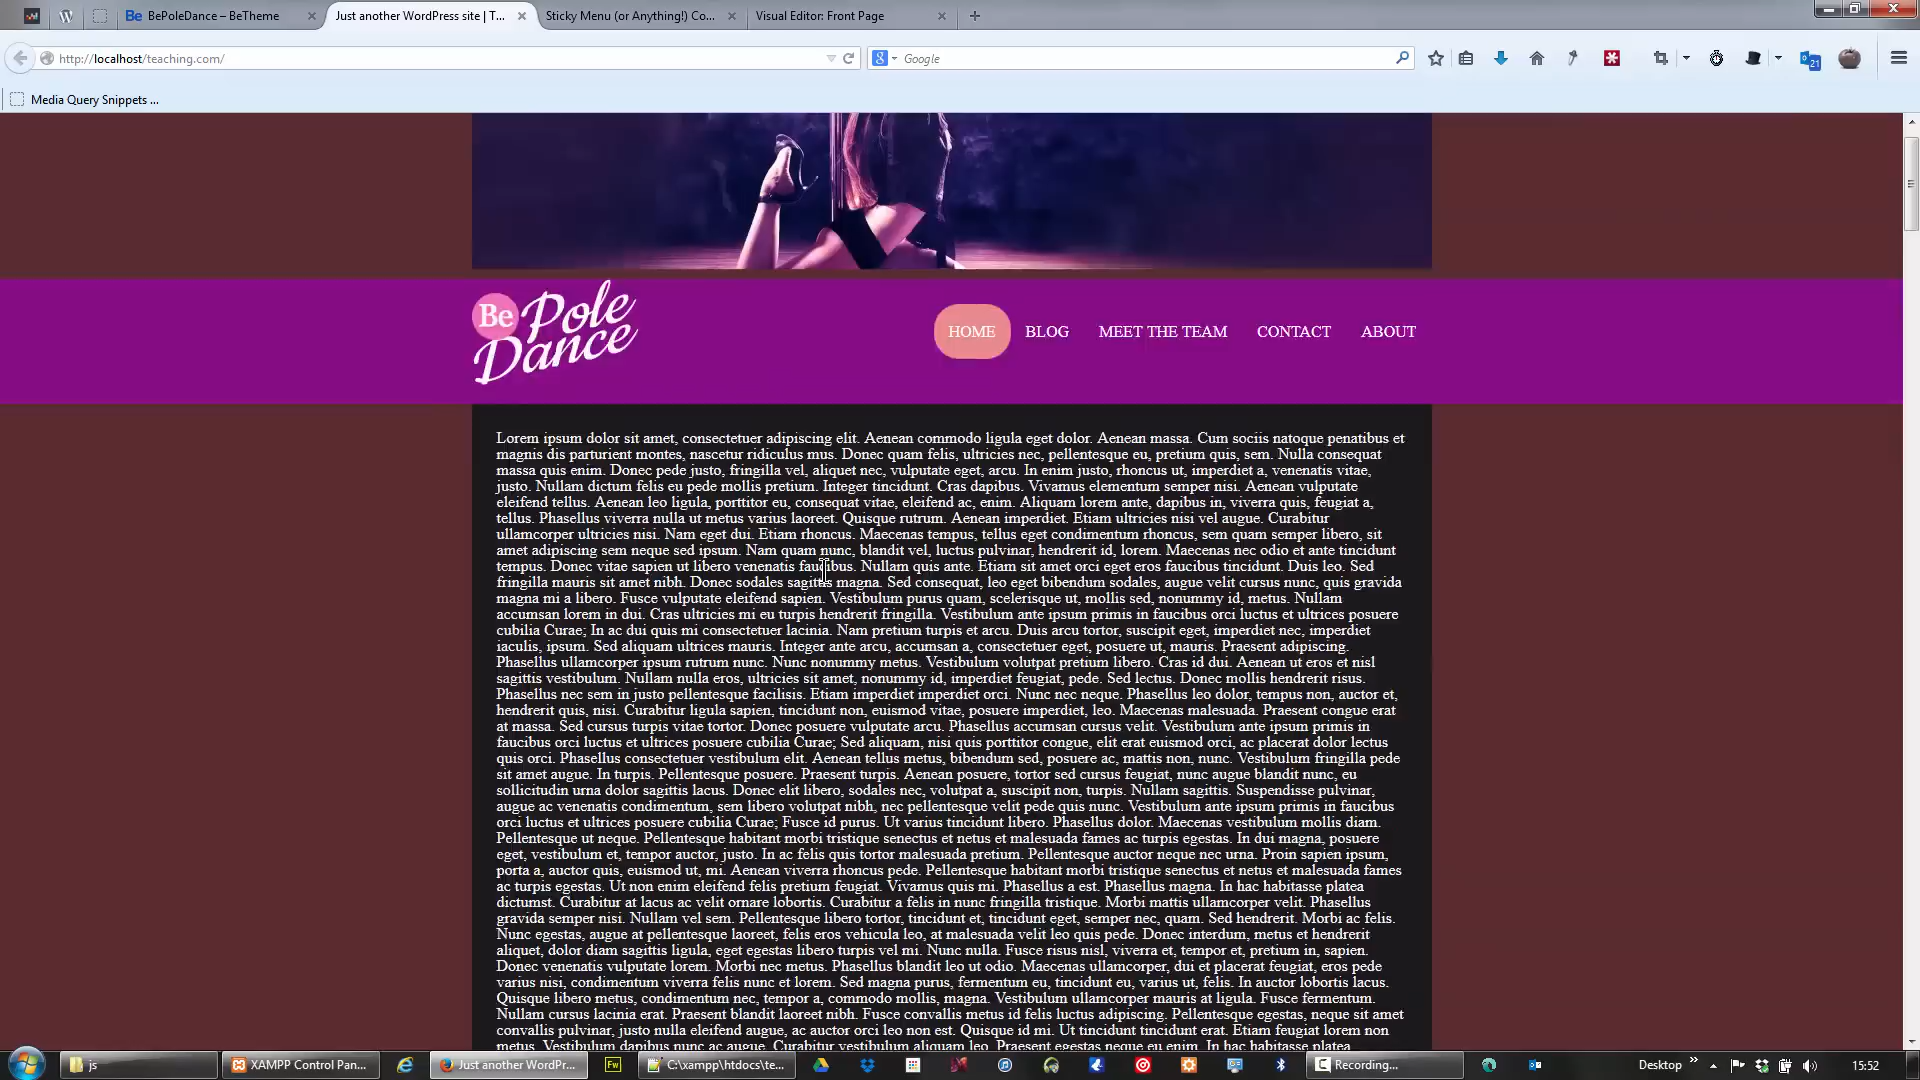 BePoleDance – BeTheme
Just another WordPress site | T...
Sticky Menu (or Anything!) Co...
Visual Editor: Front Page
http://localhost/teaching.com/
Google
21
Media Query Snippets ...
Be Pole
Dance
HOME BLOG MEET THE TEAM CONTACT ABOUT
Lorem ipsum dolor sit amet, consectetuer adipiscing elit. Aenean commodo ligula eget dolor. Aenean massa. Cum sociis natoque penatibus et
magnis dis parturient montes, nascetur ridiculus mus. Donec quam felis, ultricies nec, pellentesque eu, pretium quis, sem. Nulla consequat
massa quis enim. Donec pede justo, fringilla vel, aliquet nec, vulputate eget, arcu. In enim justo, rhoncus ut, imperdiet a, venenatis vitae,
justo. Nullam dictum felis eu pede mollis pretium. Integer tincidunt. Cras dapibus. Vivamus elementum semper nisi. Aenean vulputate
eleifend tellus. Aenean leo ligula, porttitor eu, consequat vitae, eleifend ac, enim. Aliquam lorem ante, dapibus in, viverra quis, feugiat a,
tellus. Phasellus viverra nulla ut metus varius laoreet. Quisque rutrum. Aenean imperdiet. Etiam ultricies nisi vel augue. Curabitur
ullamcorper ultricies nisi. Nam eget dui. Etiam rhoncus. Maecenas tempus, tellus eget condimentum rhoncus, sem quam semper libero, sit
amet adipiscing sem neque sed ipsum. Nam quam nunc, blandit vel, luctus pulvinar, hendrerit id, lorem. Maecenas nec odio et ante tincidunt
tempus. Donec vitae sapien ut libero venenatis faucibus. Nullam quis ante. Etiam sit amet orci eget eros faucibus tincidunt. Duis leo. Sed
fringilla mauris sit amet nibh. Donec sodales sagittis magna. Sed consequat, leo eget bibendum sodales, augue velit cursus nunc, quis gravida
magna mi a libero. Fusce vulputate eleifend sapien. Vestibulum purus quam, scelerisque ut, mollis sed, nonummy id, metus. Nullam
accumsan lorem in dui. Cras ultricies mi eu turpis hendrerit fringilla. Vestibulum ante ipsum primis in faucibus orci luctus et ultrices posuere
cubilia Curae; In ac dui quis mi consectetuer lacinia. Nam pretium turpis et arcu. Duis arcu tortor, suscipit eget, imperdiet nec, imperdiet
iaculis, ipsum. Sed aliquam ultrices mauris. Integer ante arcu, accumsan a, consectetuer eget, posuere ut, mauris. Praesent adipiscing.
Phasellus ullamcorper ipsum rutrum nunc. Nunc nonummy metus. Vestibulum volutpat pretium libero. Cras id dui. Aenean ut eros et nisl
sagittis vestibulum. Nullam nulla eros, ultricies sit amet, nonummy id, imperdiet feugiat, pede. Sed lectus. Donec mollis hendrerit risus.
Phasellus nec sem in justo pellentesque facilisis. Etiam imperdiet imperdiet orci. Nunc nec neque. Phasellus leo dolor, tempus non, auctor et,
hendrerit quis, nisi. Curabitur ligula sapien, tincidunt non, euismod vitae, posuere imperdiet, leo. Maecenas malesuada. Praesent congue erat
at massa. Sed cursus turpis vitae tortor. Donec posuere vulputate arcu. Phasellus accumsan cursus velit. Vestibulum ante ipsum primis in
faucibus orci luctus et ultrices posuere cubilia Curae; Sed aliquam, nisi quis porttitor congue, elit erat euismod orci, ac placerat dolor lectus
quis orci. Phasellus consectetuer vestibulum elit. Aenean tellus metus, bibendum sed, posuere ac, mattis non, nunc. Vestibulum fringilla pede
sit amet augue. In turpis. Pellentesque posuere. Praesent turpis. Aenean posuere, tortor sed cursus feugiat, nunc augue blandit nunc, eu
sollicitudin urna dolor sagittis lacus. Donec elit libero, sodales nec, volutpat a, suscipit non, turpis. Nullam sagittis. Suspendisse pulvinar,
augue ac venenatis condimentum, sem libero volutpat nibh, nec pellentesque velit pede quis nunc. Vestibulum ante ipsum primis in faucibus
orci luctus et ultrices posuere cubilia Curae; Fusce id purus. Ut varius tincidunt libero. Phasellus dolor. Maecenas vestibulum mollis diam.
Pellentesque ut neque. Pellentesque habitant morbi tristique senectus et netus et malesuada fames ac turpis egestas. In dui magna, posuere
eget, vestibulum et, tempor auctor, justo. In ac felis quis tortor malesuada pretium. Pellentesque auctor neque nec urna. Proin sapien ipsum,
porta a, auctor quis, euismod ut, mi. Aenean viverra rhoncus pede. Pellentesque habitant morbi tristique senectus et netus et malesuada fames
ac turpis egestas. Ut non enim eleifend felis pretium feugiat. Vivamus quis mi. Phasellus a est. Phasellus magna. In hac habitasse platea
dictumst. Curabitur at lacus ac velit ornare lobortis. Curabitur a felis in nunc fringilla tristique. Morbi mattis ullamcorper velit. Phasellus
gravida semper nisi. Nullam vel sem. Pellentesque libero tortor, tincidunt et, tincidunt eget, semper nec, quam. Sed hendrerit. Morbi ac felis.
Nunc egestas, augue at pellentesque laoreet, felis eros vehicula leo, at malesuada velit leo quis pede. Donec interdum, metus et hendrerit
aliquet, dolor diam sagittis ligula, eget egestas libero turpis vel mi. Nunc nulla. Fusce risus nisl, viverra et, tempor et, pretium in, sapien.
Donec venenatis vulputate lorem. Morbi nec metus. Phasellus blandit leo ut odio. Maecenas ullamcorper, dui et placerat feugiat, eros pede
varius nisi, condimentum viverra felis nunc et lorem. Sed magna purus, fermentum eu, tincidunt eu, varius ut, felis. In auctor lobortis lacus.
Quisque libero metus, condimentum nec, tempor a, commodo mollis, magna. Vestibulum ullamcorper mauris at ligula. Fusce fermentum.
Nullam cursus lacinia erat. Praesent blandit laoreet nibh. Fusce convallis metus id felis luctus adipiscing. Pellentesque egestas, neque sit amet
convallis pulvinar, justo nulla eleifend augue, ac auctor orci leo non est. Quisque id mi. Ut tincidunt tincidunt erat. Etiam feugiat lorem non
metus. Vestibulum dapibus nunc ac augue. Curabitur vestibulum aliquam leo. Praesent egestas neque eu enim. In hac habitasse platea
js
XAMPP Control Pan...
Just another WordPr...
C:\xampp\htdocs\te...
Recording...
Desktop
15:52